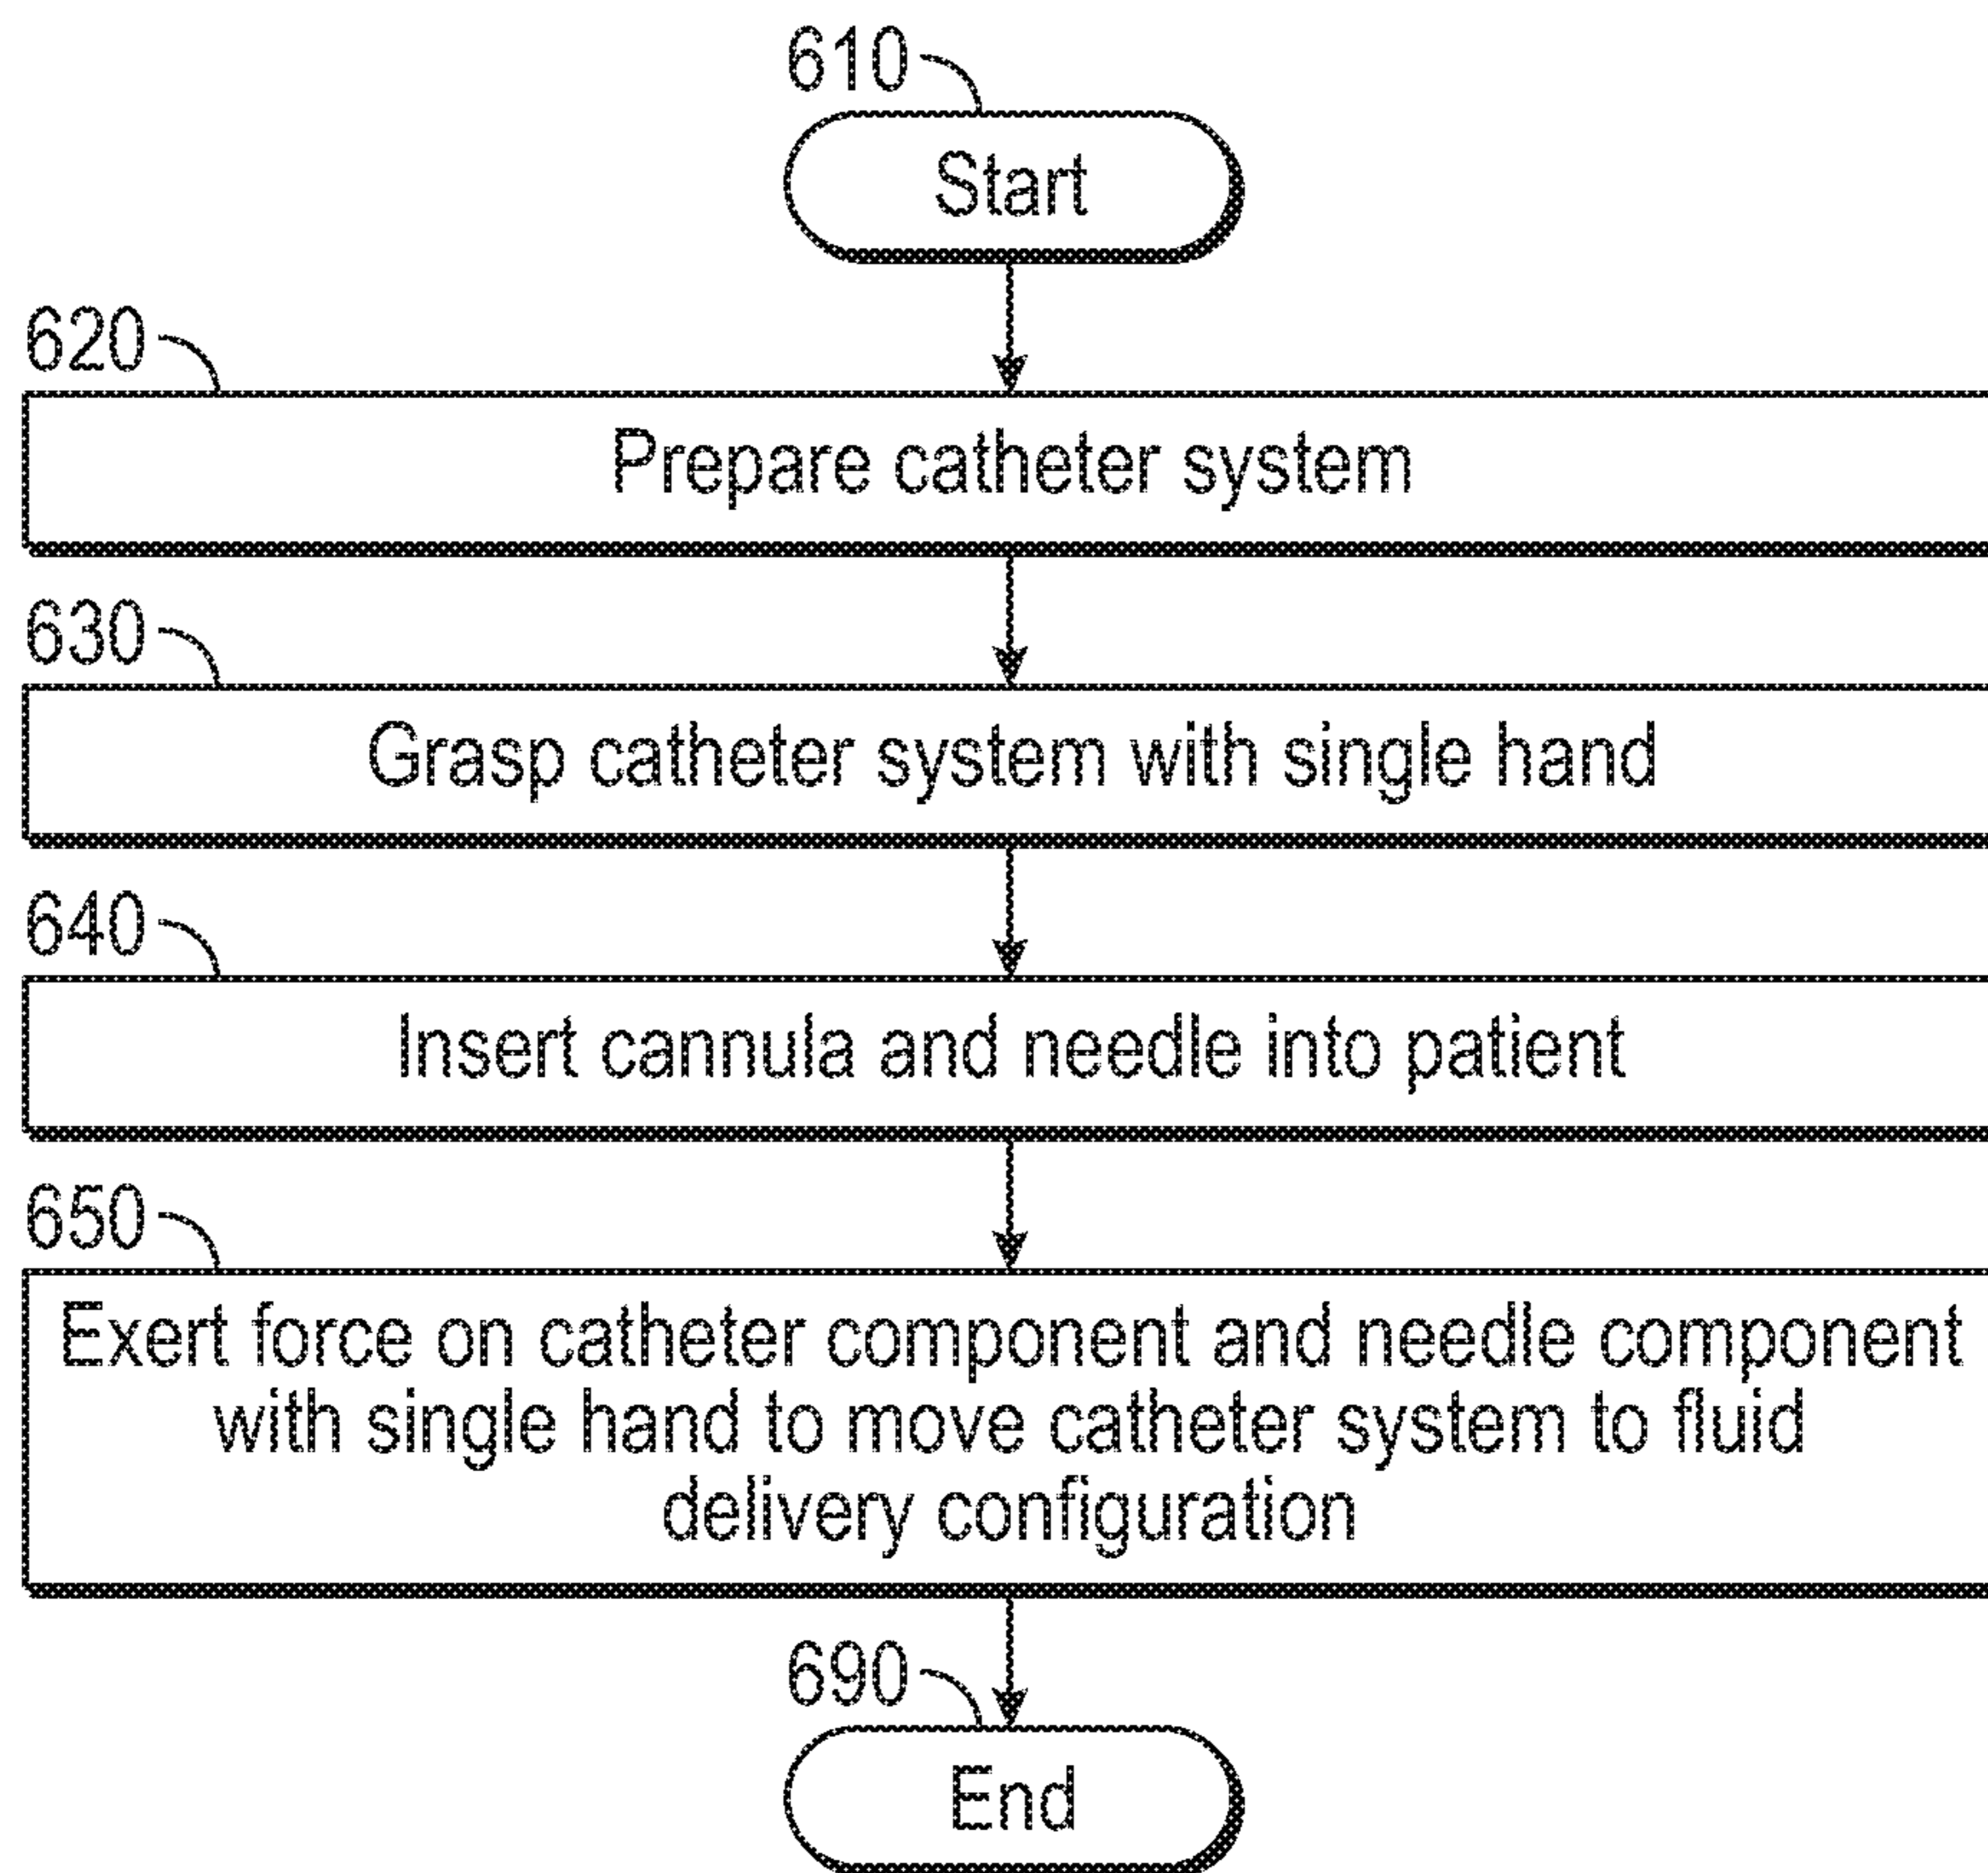 610
Start
620
Prepare catheter system
630
Grasp catheter system with single hand
640
Insert cannula and needle into patient
650
Exert force on catheter component and needle component
with single hand to move catheter system to fluid
delivery configuration
690
End